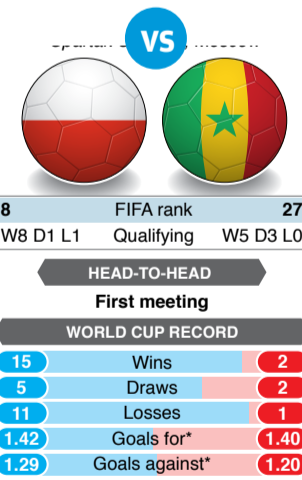 VS
8 FIFA rank 27
W8 D1 L1 Qualifying W5 D3 L0
HEAD-TO-HEAD
First meeting
WORLD CUP RECORD
15 Wins 2
5 Draws 2
11 Losses 1
1.42 Goals for* 1.40
1.29 Goals against* 1.20